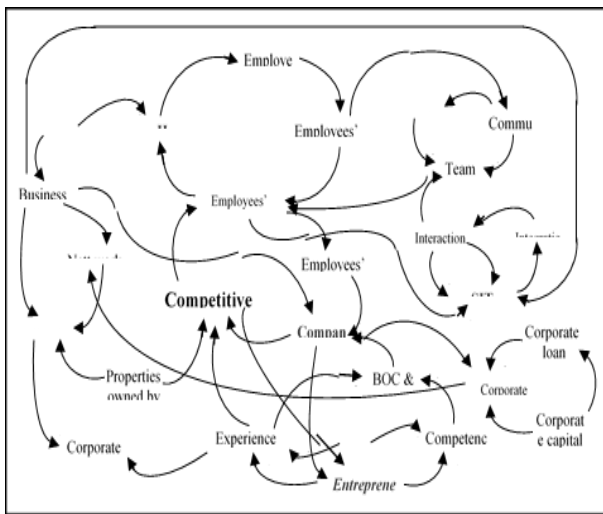 Employe
Employees'
Commu
Team
Business
Employees'
Interaction
Employees'
Competitive
Corporate
loan
BOC &
Corporate
Properties
owned by
Corporat
e capital
Experience
Competenc
Corporate
Entreprene